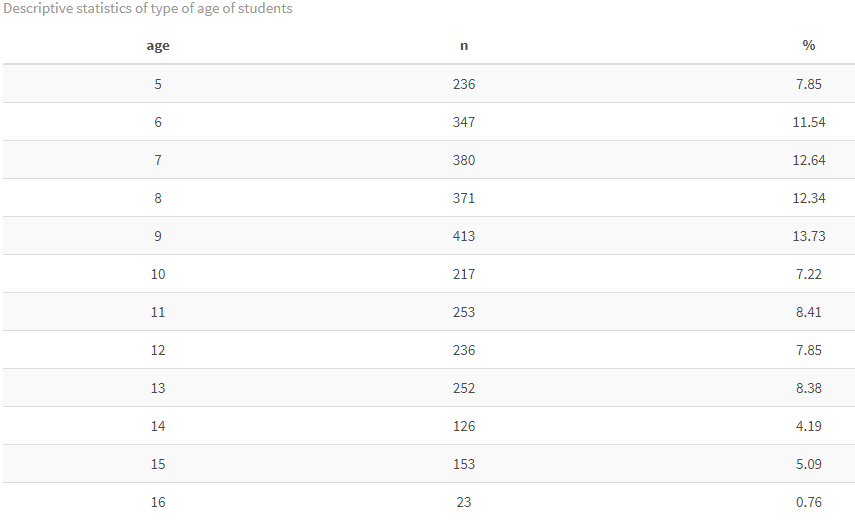 Descriptive statistics of type of age of students
age n %
5 236 7.85
6 347 11.54
7 380 12.64
8 371 12.34
9 413 13.73
10 217 7.22
11 253 8.41
12 236 7.85
13 252 8.38
14 126 4.19
15 153 5.09
16 23 0.76